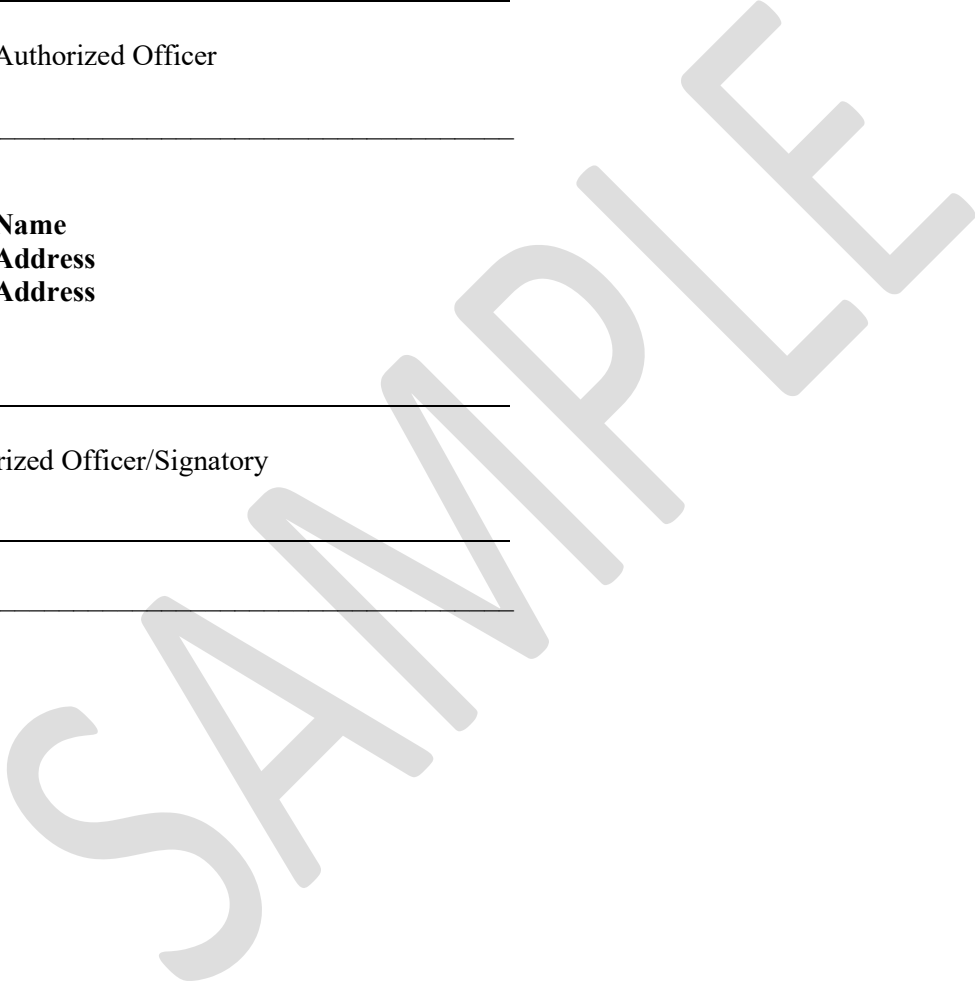 Authorized Officer
Name
Address
Address
rized Officer/Signatory
SAMPLE